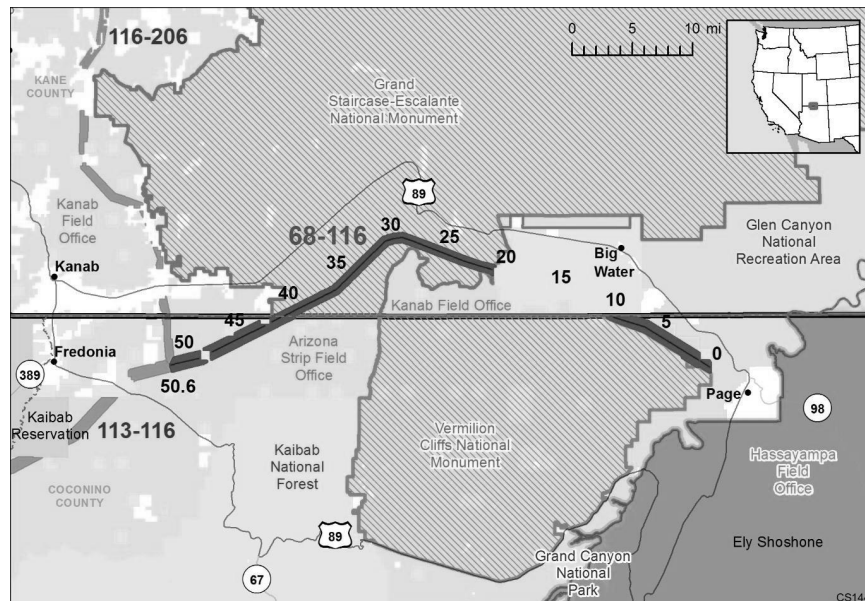 116-206
0 5 10 mi
KANE
COUNTY
Grand
Staircase-Escalante
National Monument
89
Kanab
Field
Office
68-116
30
25
20
Glen Canyon
National
Recreation Area
Big
Water
Kanab
35
15
40
Kanab Field Office
10
45
5
50
Arizona
Strip Field
Office
Fredonia
0
50.6
389
Page
98
Kaibab
Reservation
113-116
Vermilion
Cliffs National
Monument
Kaibab
National
Forest
Hassayampa
Field
Office
COCONINO
COUNTY
89
Ely Shoshone
Grand Canyon
National
Park
67
CS14